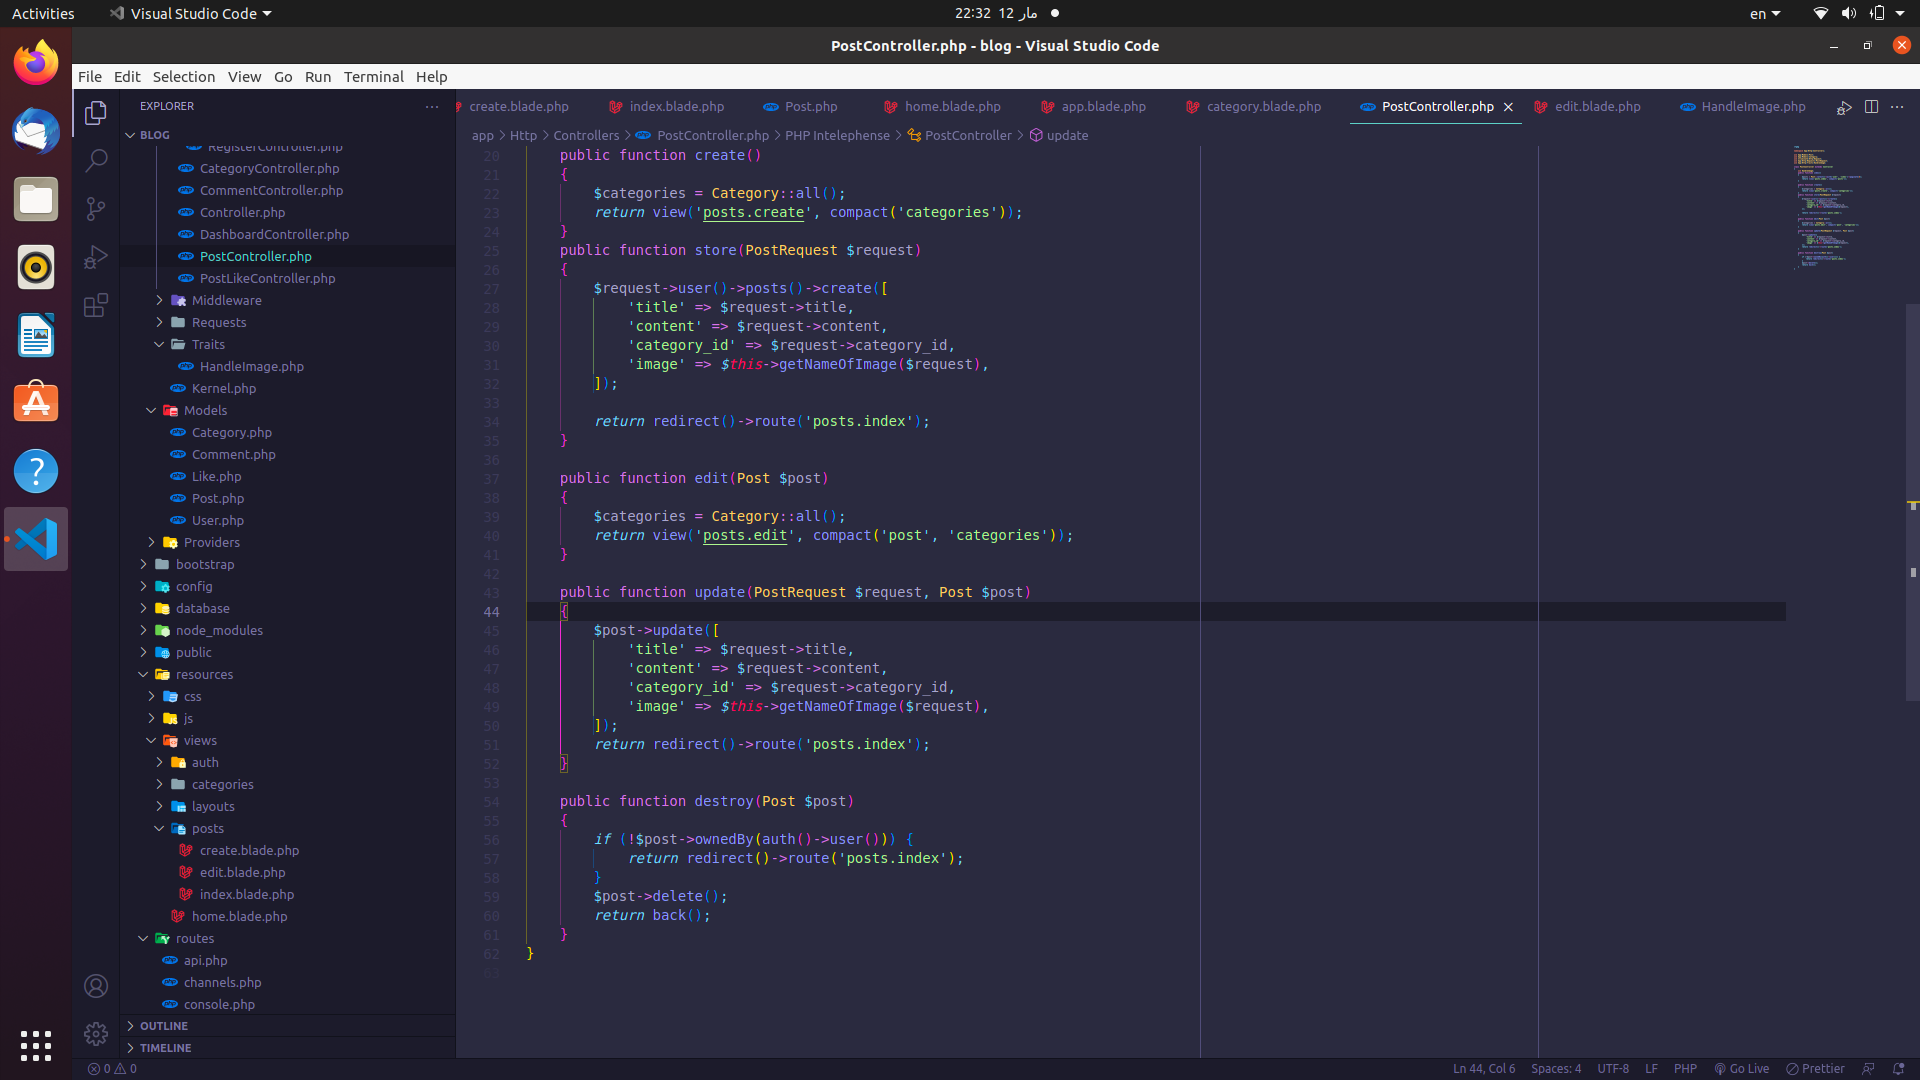 Activities
Visual Studio Code
22:32 12 مار
en
PostController.php - blog - Visual Studio Code
File Edit Selection View Go Run Terminal Help
EXPLORER
BLOG
RegisterController.php
CategoryController.php
CommentController.php
Controller.php
DashboardController.php
PostController.php
PostLikeController.php
Middleware
Requests
Traits
HandleImage.php
Kernel.php
Models
Category.php
Comment.php
Like.php
Post.php
User.php
Providers
bootstrap
config
database
node_modules
public
resources
css
js
views
auth
categories
layouts
posts
create.blade.php
edit.blade.php
index.blade.php
home.blade.php
routes
api.php
channels.php
console.php
OUTLINE
TIMELINE
create.blade.php index.blade.php Post.php home.blade.php app.blade.php category.blade.php PostController.php edit.blade.php HandleImage.php
app > Http > Controllers > PostController.php > PHP Intelephense > PostController > update
20 public function create()
21 {
22 $categories = Category::all();
23 return view('posts.create', compact('categories'));
24 }
25 public function store(PostRequest $request)
26 {
27 $request->user()->posts()->create([
28 'title' => $request->title,
29 'content' => $request->content,
30 'category_id' => $request->category_id,
31 'image' => $this->getNameOfImage($request),
32 ]);
33
34 return redirect()->route('posts.index');
35 }
36
37 public function edit(Post $post)
38 {
39 $categories = Category::all();
40 return view('posts.edit', compact('post', 'categories'));
41 }
42
43 public function update(PostRequest $request, Post $post)
44 {
45 $post->update([
46 'title' => $request->title,
47 'content' => $request->content,
48 'category_id' => $request->category_id,
49 'image' => $this->getNameOfImage($request),
50 ]);
51 return redirect()->route('posts.index');
52 }
53
54 public function destroy(Post $post)
55 {
56 if (!$post->ownedBy(auth()->user())) {
57 return redirect()->route('posts.index');
58 }
59 $post->delete();
60 return back();
61 }
62 }
63
0 0
Ln 44, Col 6 Spaces: 4 UTF-8 LF PHP Go Live Prettier